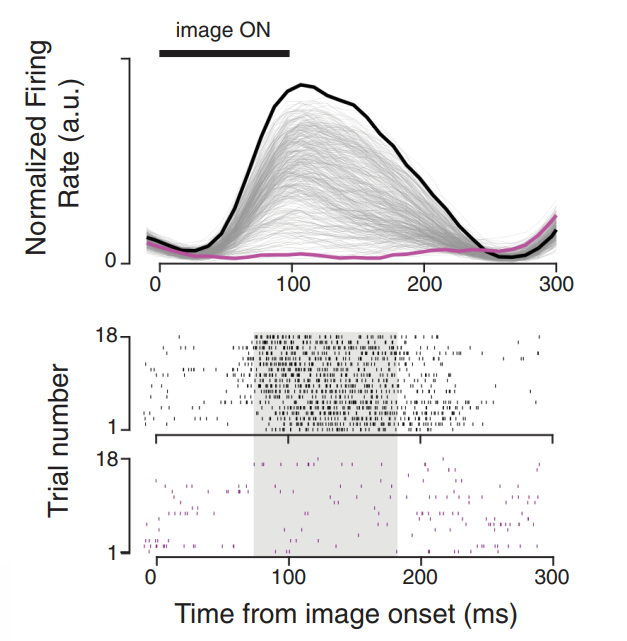 image ON
Normalized Firing
Rate (a.u.)
0
0
100
200
300
Trial number
18
1
18
1
0
100
200
300
Time from image onset (ms)